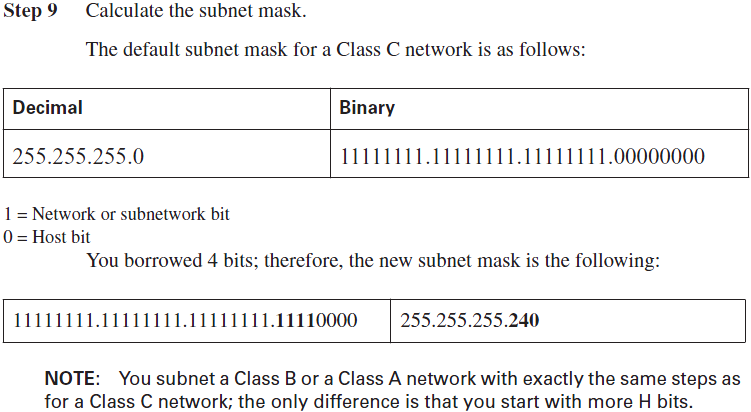 Step 9 Calculate the subnet mask.
The default subnet mask for a Class C network is as follows:
Decimal Binary
255.255.255.0 11111111.11111111.11111111.00000000
1 = Network or subnetwork bit
0 = Host bit
You borrowed 4 bits; therefore, the new subnet mask is the following:
11111111.11111111.11111111.11110000 255.255.255.240
NOTE: You subnet a Class B or a Class A network with exactly the same steps as
for a Class C network; the only difference is that you start with more H bits.